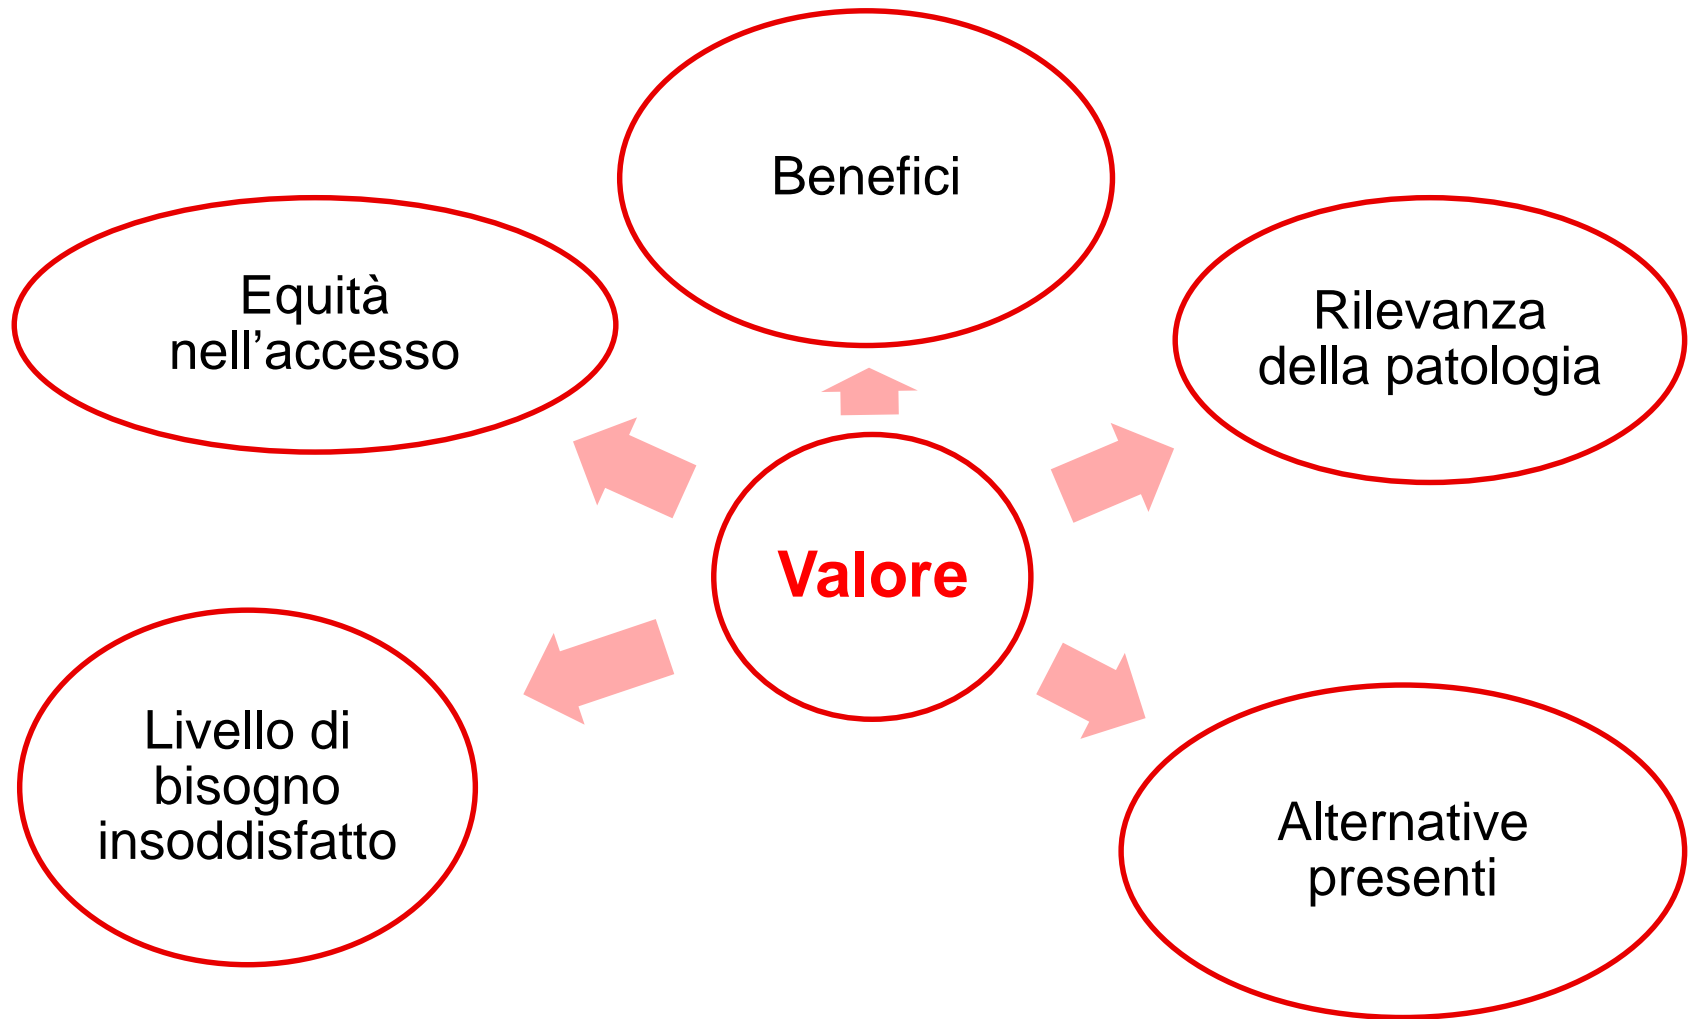 Benefici
Equità
nell’accesso
Rilevanza
della patologia
Valore
Livello di
bisogno
insoddisfatto
Alternative
presenti